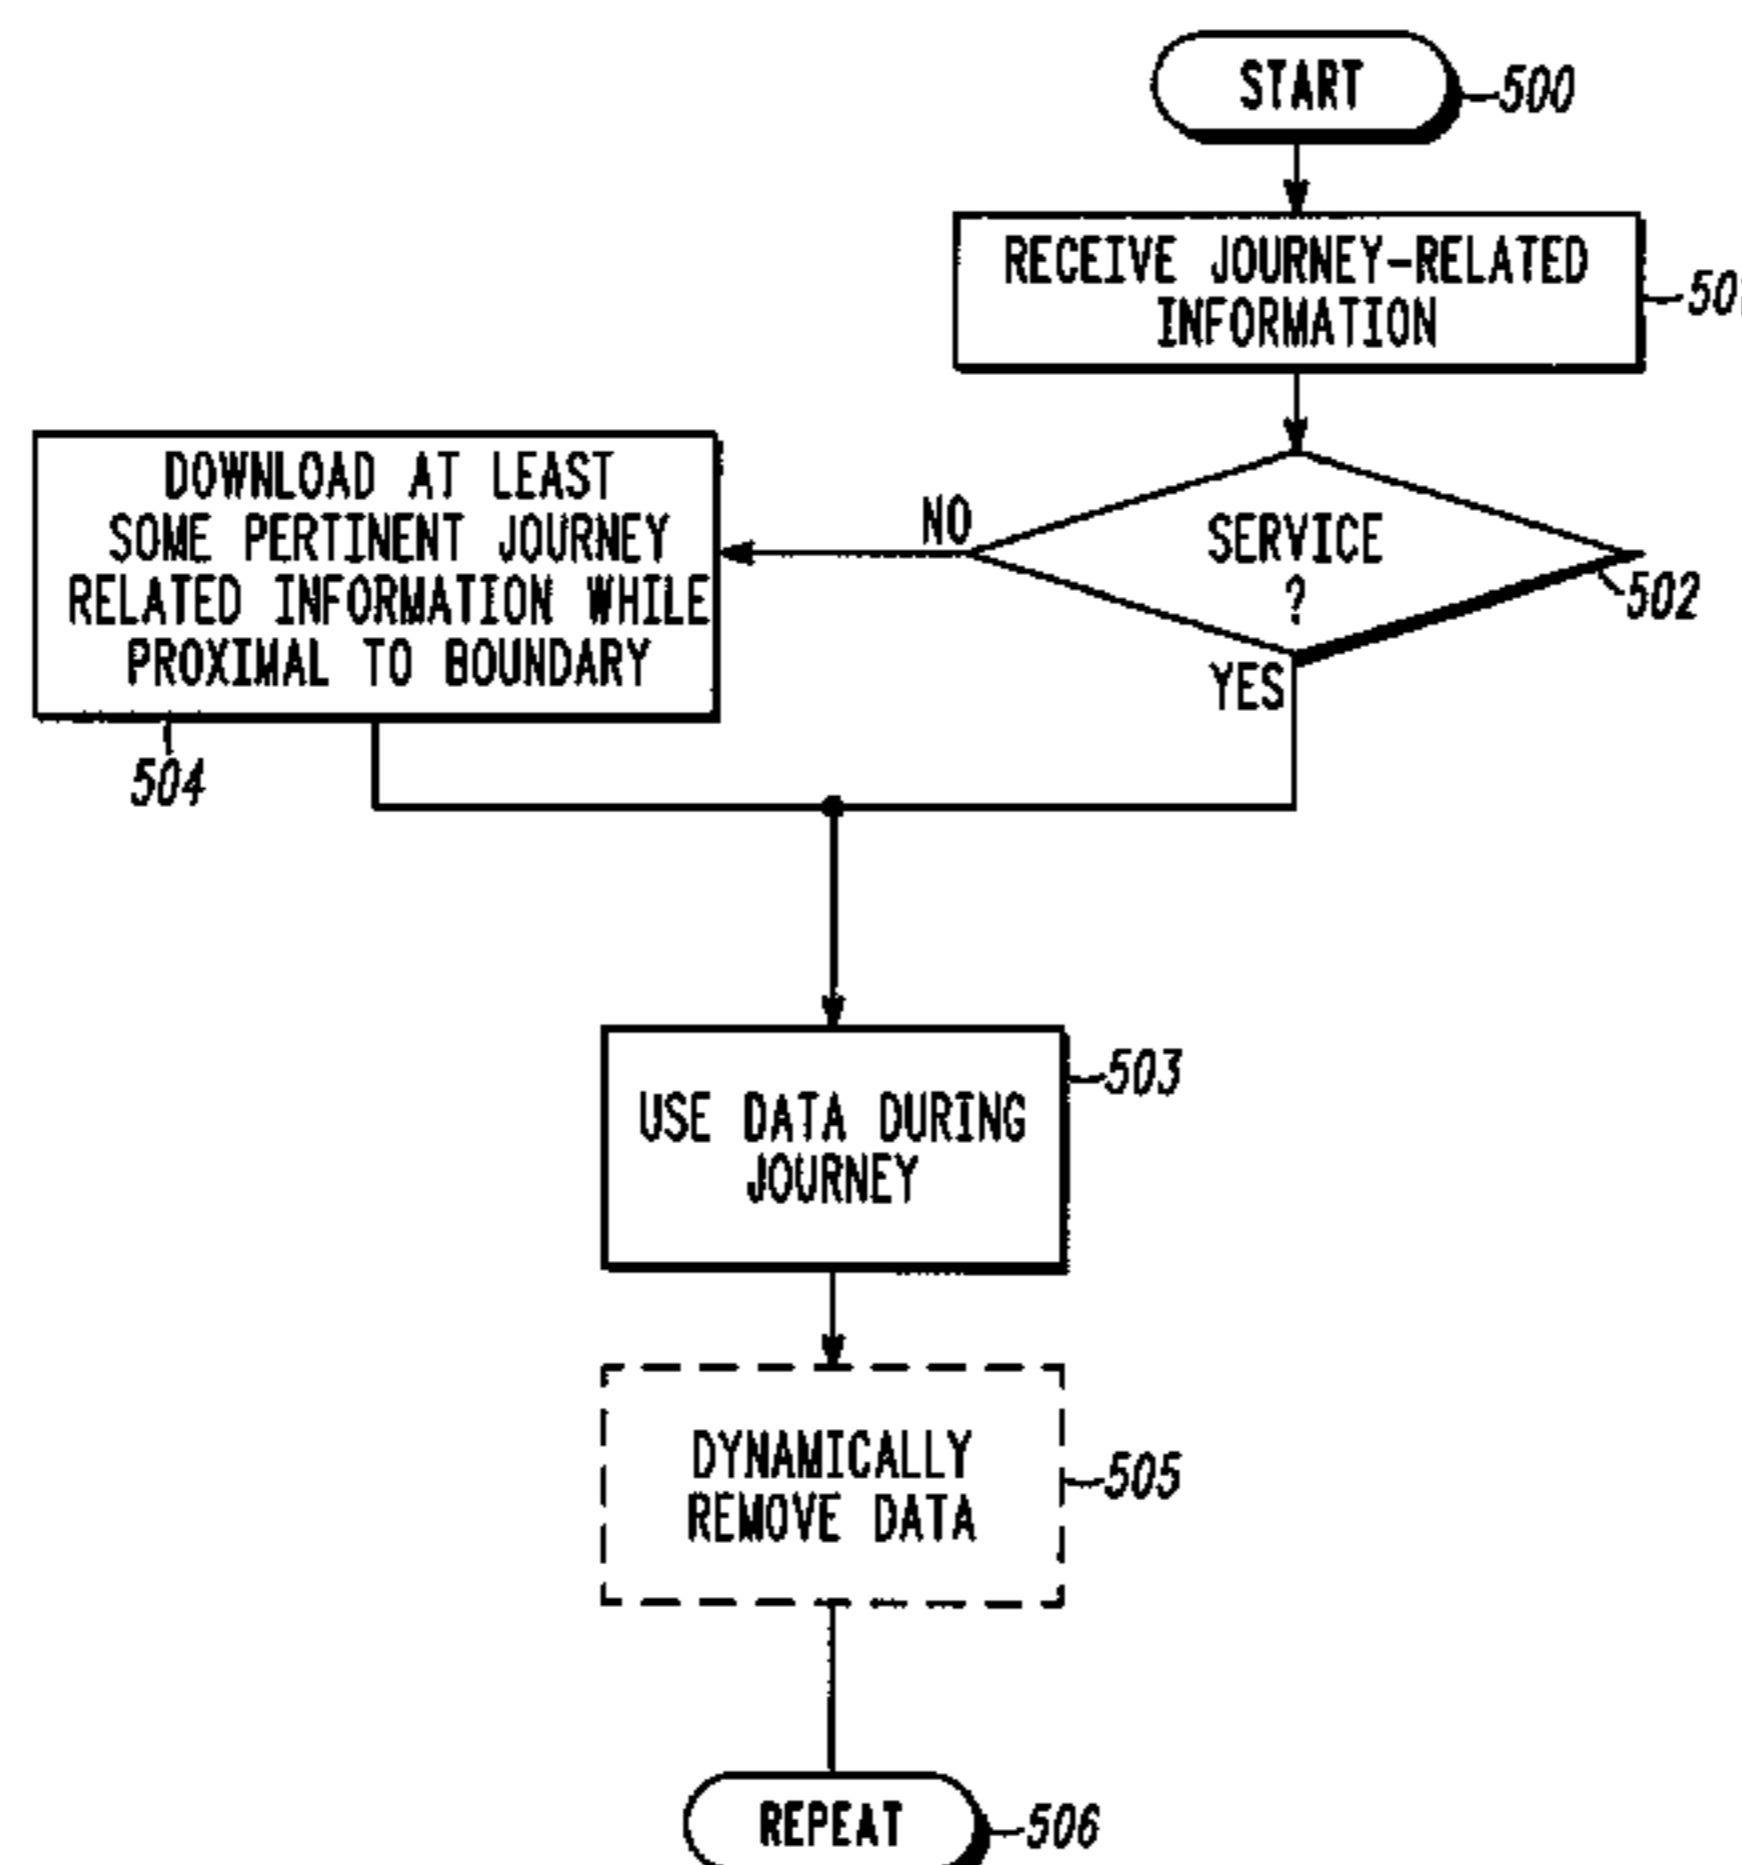 START
500
RECEIVE JOURNEY-RELATED
INFORMATION
DOWNLOAD AT LEAST
SOME PERTINENT JOURNEY
RELATED INFORMATION WHILE
PROXIMAL TO BOUNDARY
504
NO
SERVICE
?
502
YES
USE DATA DURING
JOURNEY
503
DYNAMICALLY
REMOVE DATA
505
REPEAT
506